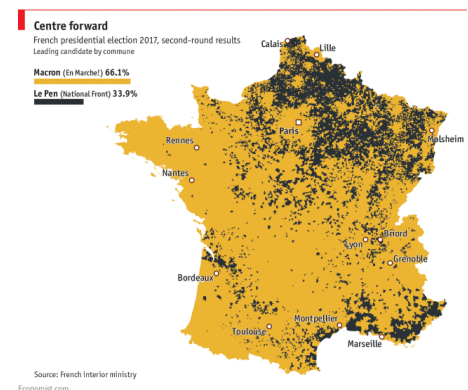 Centre forward
French presidential election 2017, second-round results
Leading candidate by commune
Macron (En Marche!) 66.1%
Le Pen (National Front) 33.9%
Calais
Lille
Paris
Molsheim
Rennes
Nantes
Briord
Lyon
Grenoble
Bordeaux
Montpellier
Toulouse
Marseille
Source: French interior ministry
Economist.com